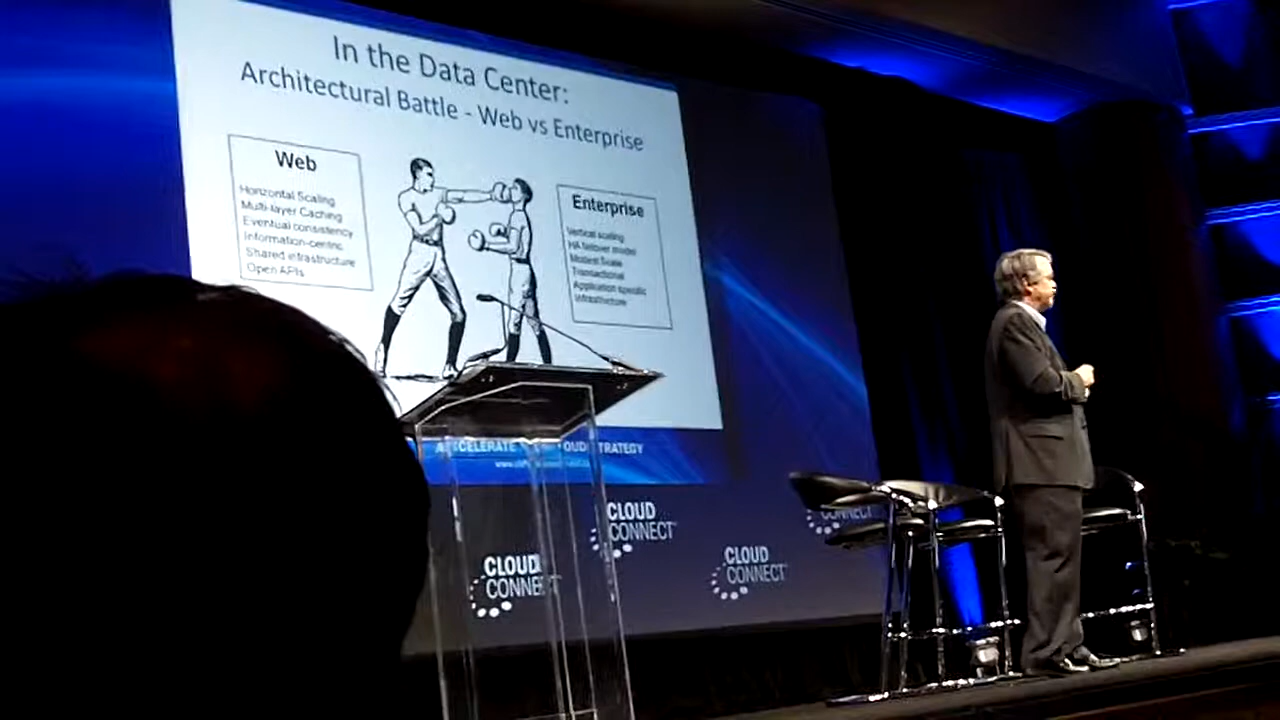 In the Data Center:
Architectural Battle - Web vs Enterprise
Web
Horizontal Scaling
Multi-layer Caching
Eventual consistency
Information-centric
Shared infrastructure
Open APIs
Enterprise
Vertical scaling
HA failover model
Modest Scale
Transactional
Application specific
Infrastructure
STRATEGY
CLOUD
CONNECT
CLOUD
CONNECT
CLOUD
CONNECT
CONNECT